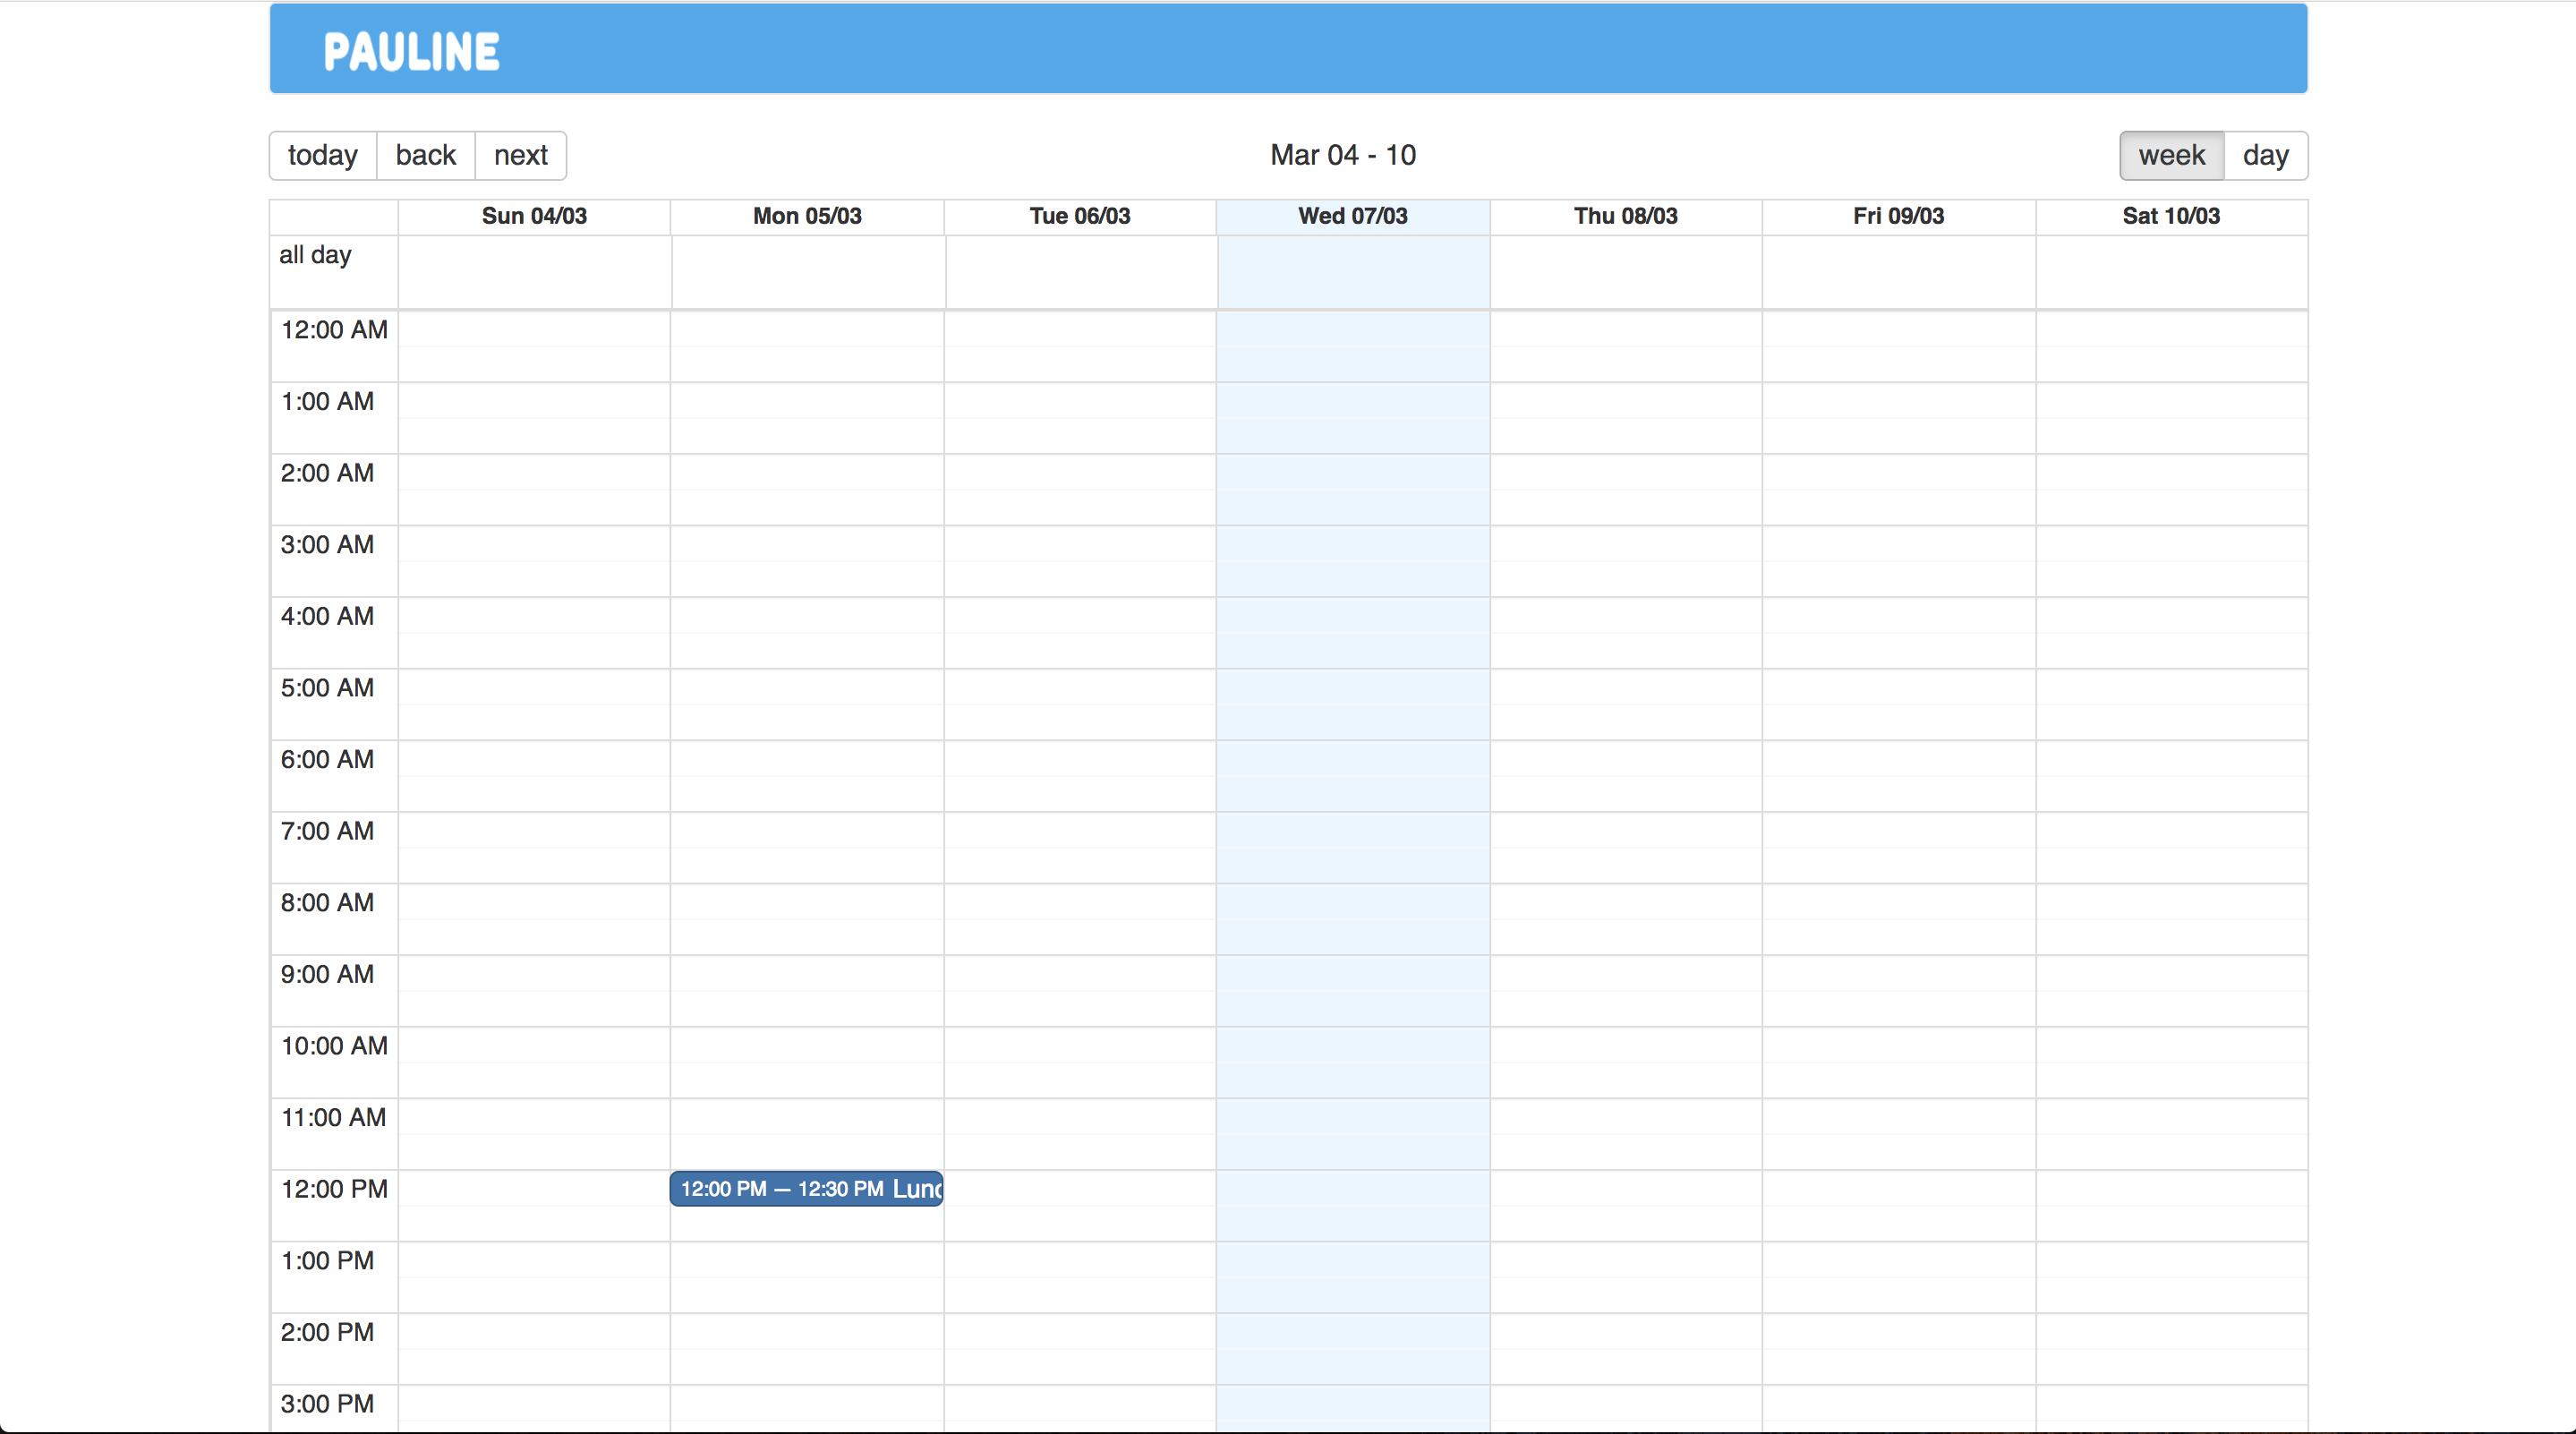 PAULINE
today back next Mar 04 - 10 week day
Sun 04/03 Mon 05/03 Tue 06/03 Wed 07/03 Thu 08/03 Fri 09/03 Sat 10/03
all day
12:00 AM
1:00 AM
2:00 AM
3:00 AM
4:00 AM
5:00 AM
6:00 AM
7:00 AM
8:00 AM
9:00 AM
10:00 AM
11:00 AM
12:00 PM 12:00 PM — 12:30 PM Lunc
1:00 PM
2:00 PM
3:00 PM